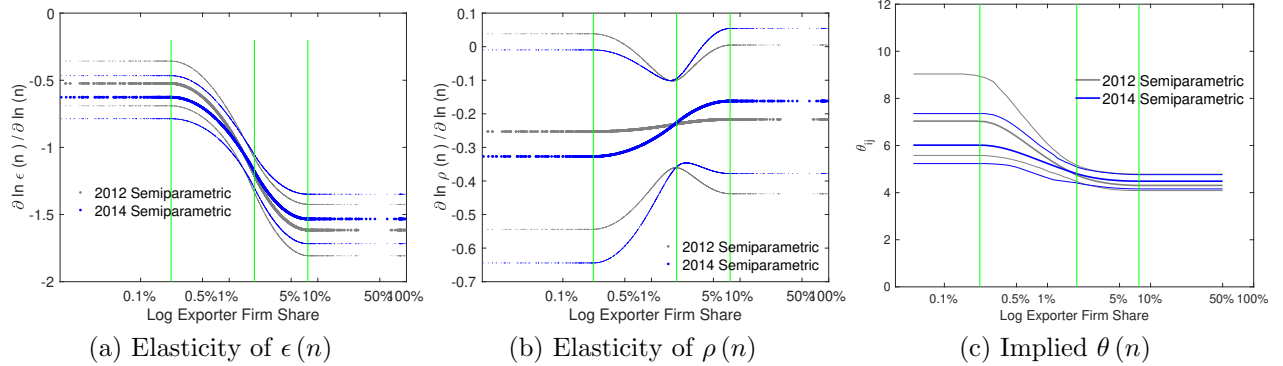 0
-0.5
-1
-1.5
-2
∂ ln ϵ (n) / ∂ ln (n)
2012 Semiparametric
2014 Semiparametric
0.1% 0.5% 1% 5% 10% 50% 100%
Log Exporter Firm Share
(a) Elasticity of ϵ (n)
0.1
0
-0.1
-0.2
-0.3
-0.4
-0.5
-0.6
-0.7
∂ ln ρ (n) / ∂ ln (n)
2012 Semiparametric
2014 Semiparametric
0.1% 0.5% 1% 5% 10% 50% 100%
Log Exporter Firm Share
(b) Elasticity of ρ (n)
12
10
8
6
4
2
0
θij
2012 Semiparametric
2014 Semiparametric
0.1% 0.5% 1% 5% 10% 50% 100%
Log Exporter Firm Share
(c) Implied θ (n)